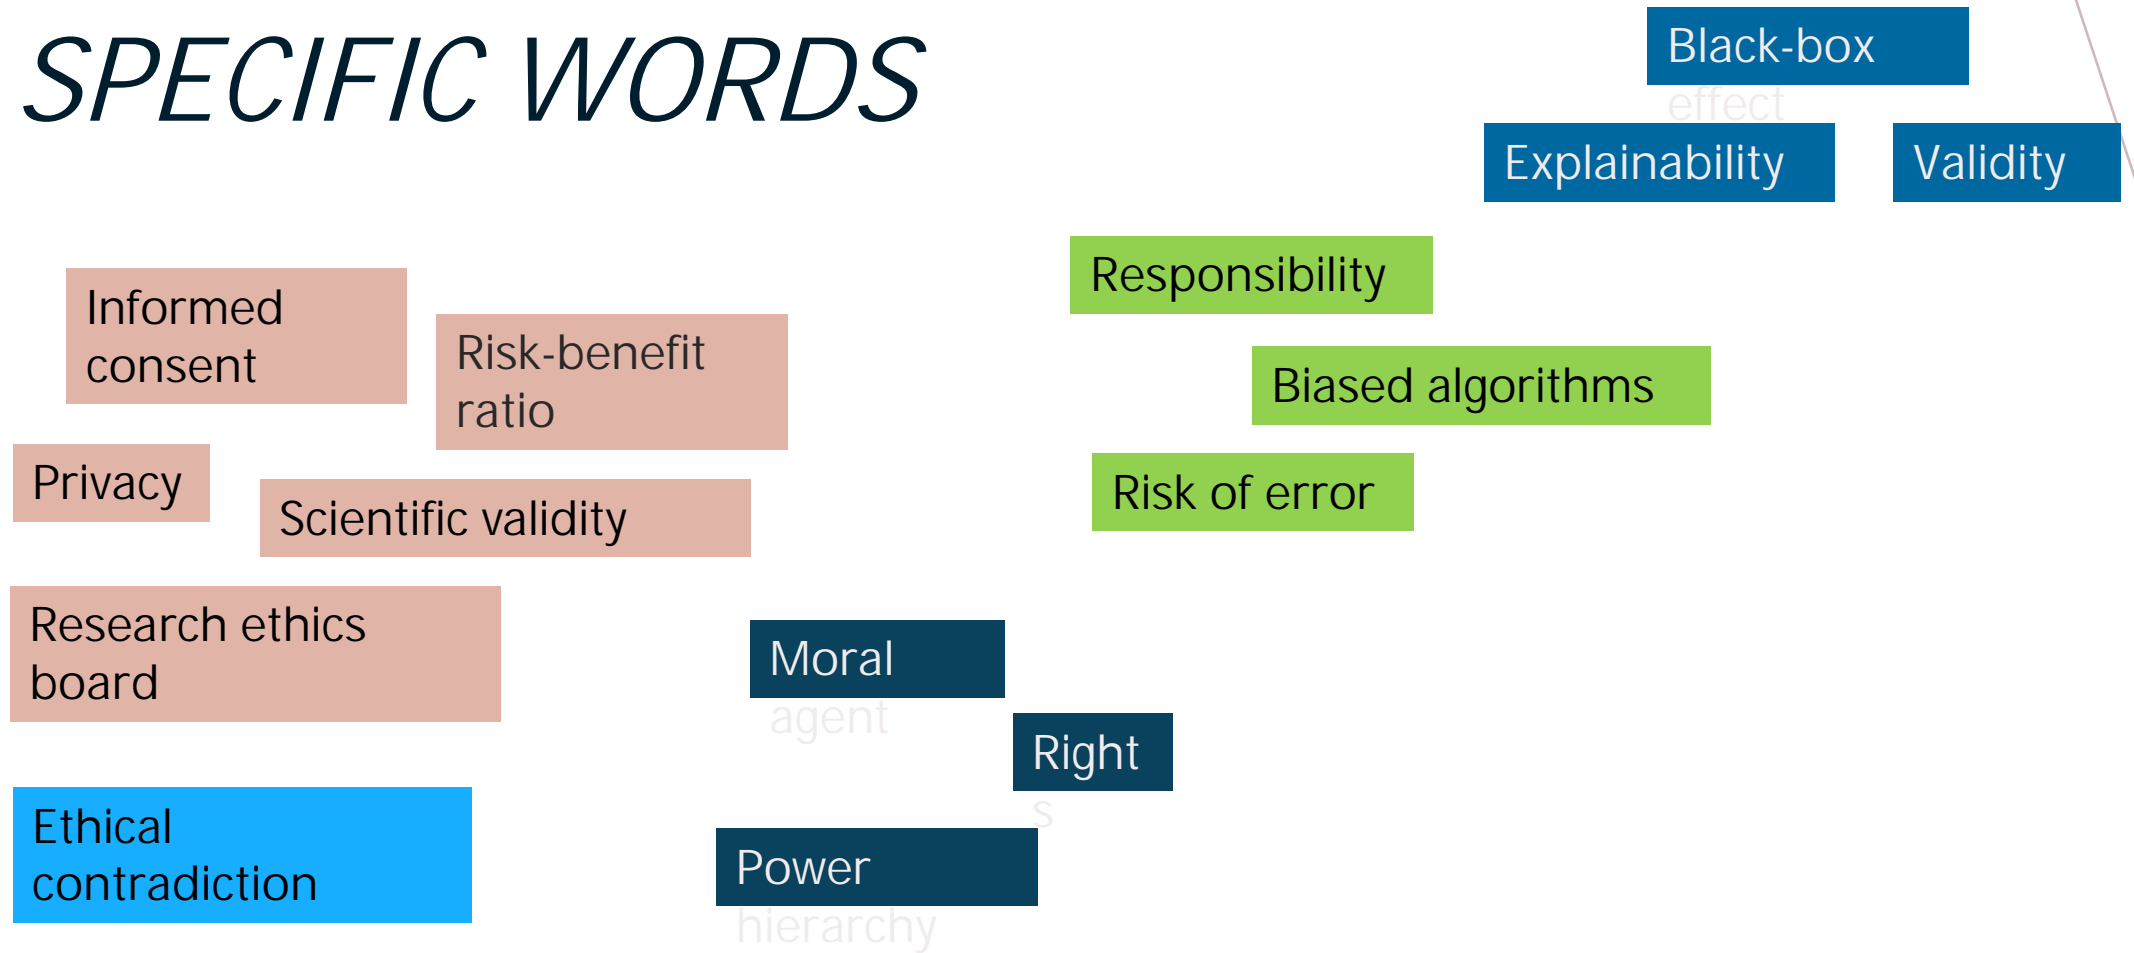 SPECIFIC WORDS
Black-box
effect
Explainability
Validity
Responsibility
Informed
consent
Risk-benefit
ratio
Biased algorithms
Privacy
Scientific validity
Risk of error
Research ethics
board
Moral
agent
Right
s
Ethical
contradiction
Power
hierarchy